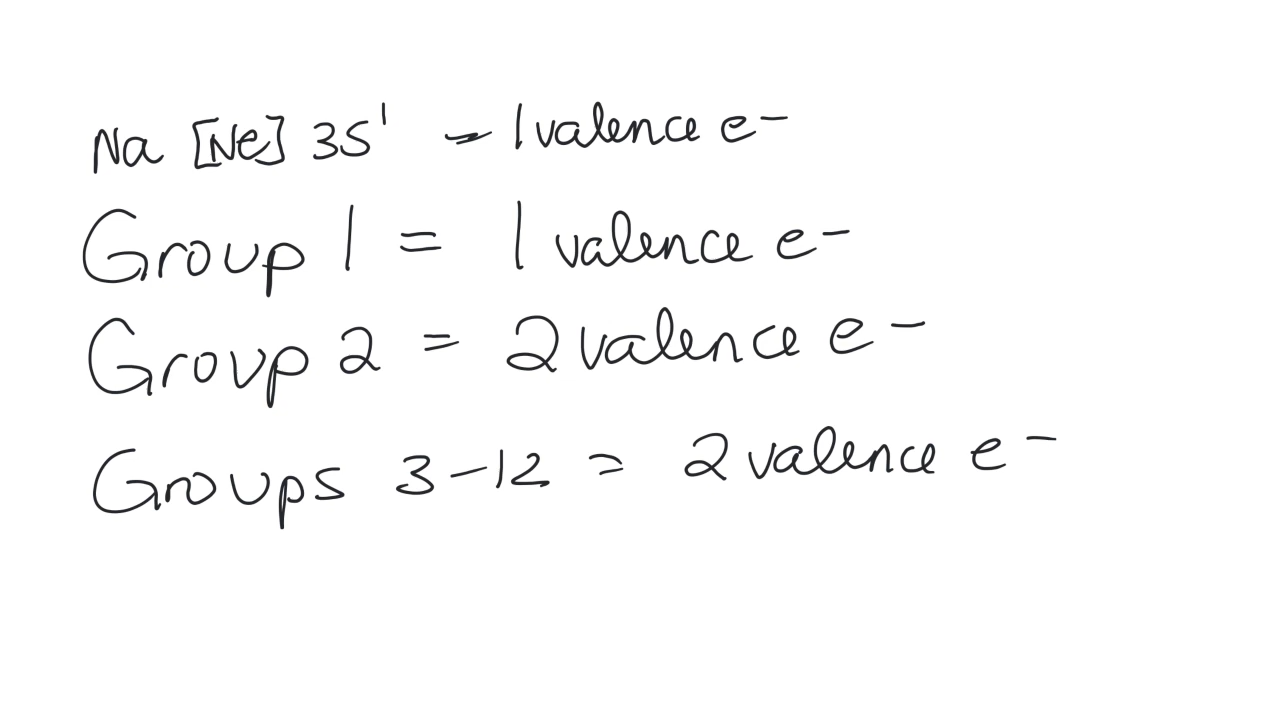 Na [Ne] 3S¹ - 1 valence e-
Group 1 = 1 valence e-
Group 2 = 2 valence e-
Groups 3-12 = 2 valence e-